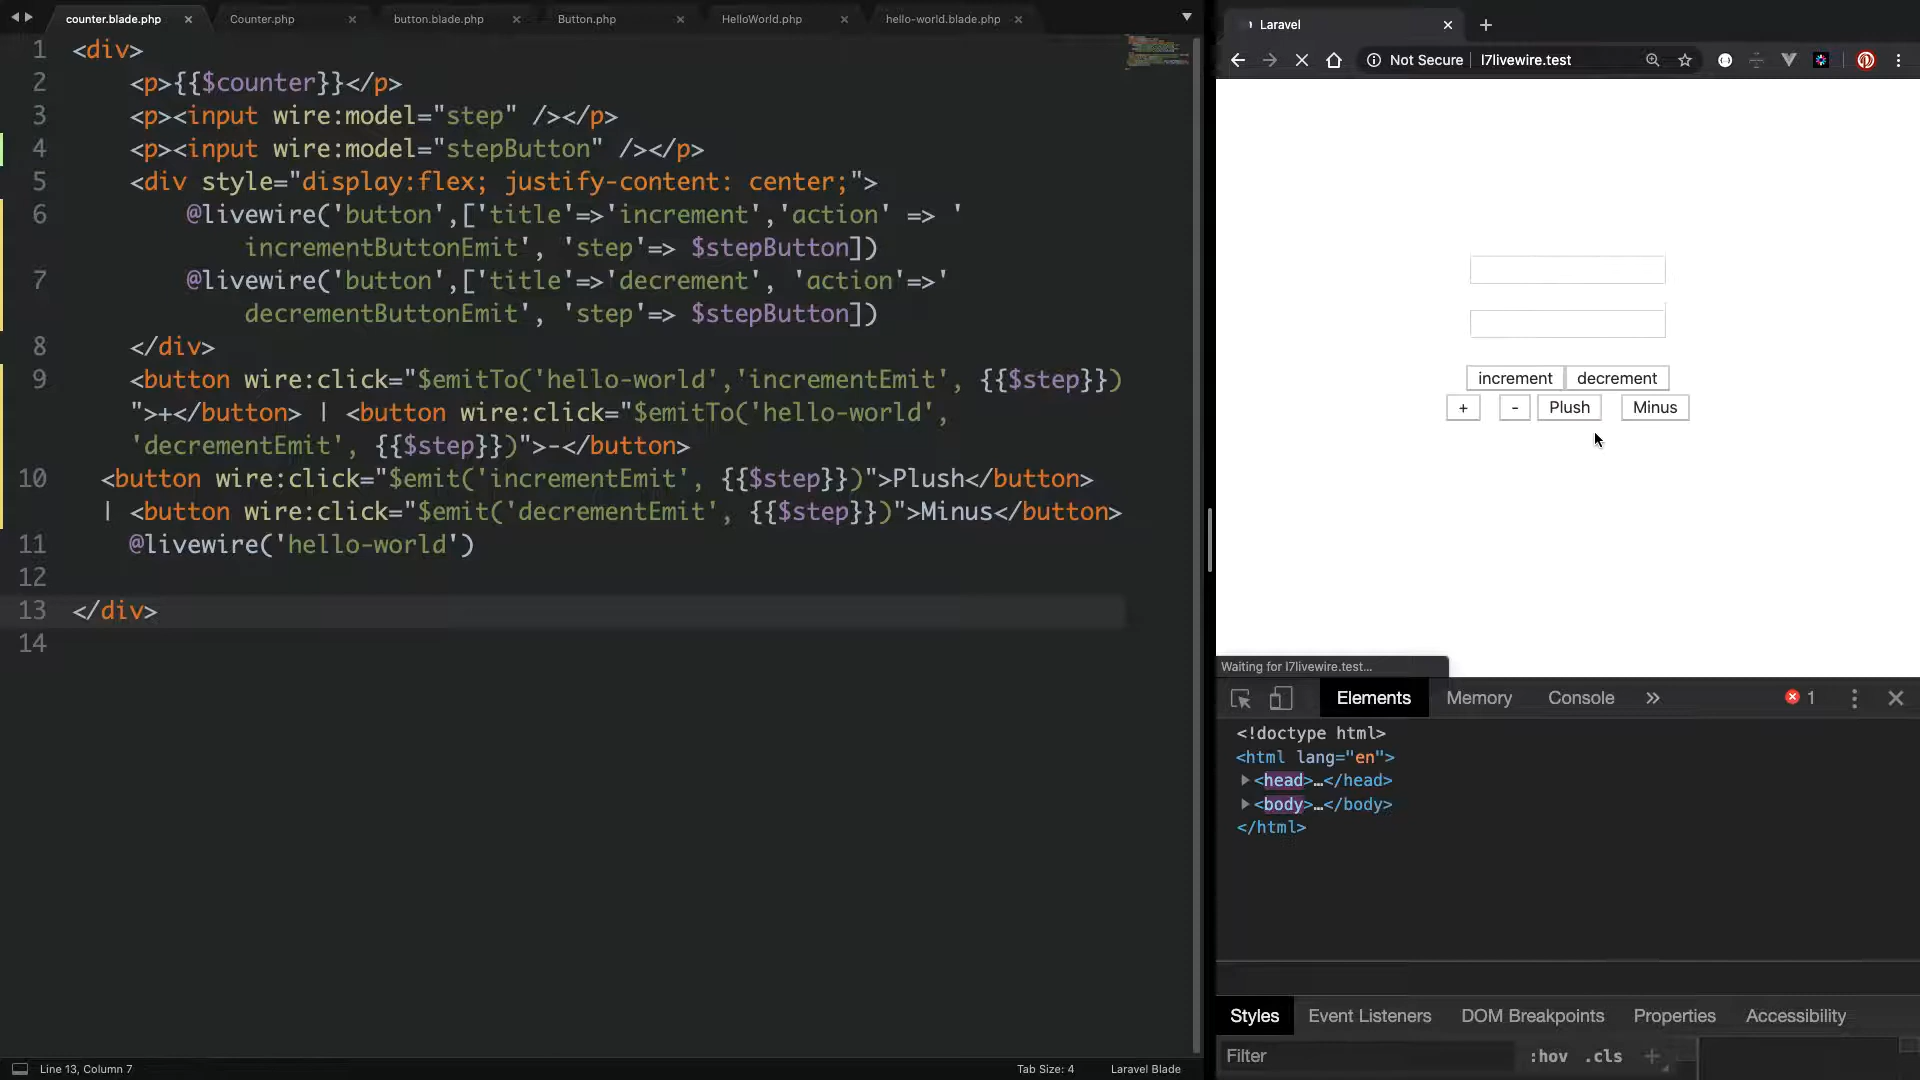 counter.blade.php
Counter.php
button.blade.php
Button.php
HelloWorld.php
hello-world.blade.php
1 <div>
2 <p>{{$counter}}</p>
3 <p><input wire:model="step" /></p>
4 <p><input wire:model="stepButton" /></p>
5 <div style="display:flex; justify-content: center;">
6 @livewire('button',['title'=>'increment','action' => '
incrementButtonEmit', 'step'=> $stepButton])
7 @livewire('button',['title'=>'decrement', 'action'=>'
decrementButtonEmit', 'step'=> $stepButton])
8 </div>
9 <button wire:click="$emitTo('hello-world','incrementEmit', {{$step}})
">+</button> | <button wire:click="$emitTo('hello-world',
'decrementEmit', {{$step}})">-</button>
10 <button wire:click="$emit('incrementEmit', {{$step}})">Plush</button>
| <button wire:click="$emit('decrementEmit', {{$step}})">Minus</button>
11 @livewire('hello-world')
12
13 </div>
14
Line 13, Column 7
Tab Size: 4
Laravel Blade
Laravel
Not Secure | l7livewire.test
increment decrement
+ - Plush Minus
Waiting for l7livewire.test...
Elements Memory Console » 1
<!doctype html>
<html lang="en">
<head>…</head>
<body>…</body>
</html>
Styles Event Listeners DOM Breakpoints Properties Accessibility
Filter :hov .cls +